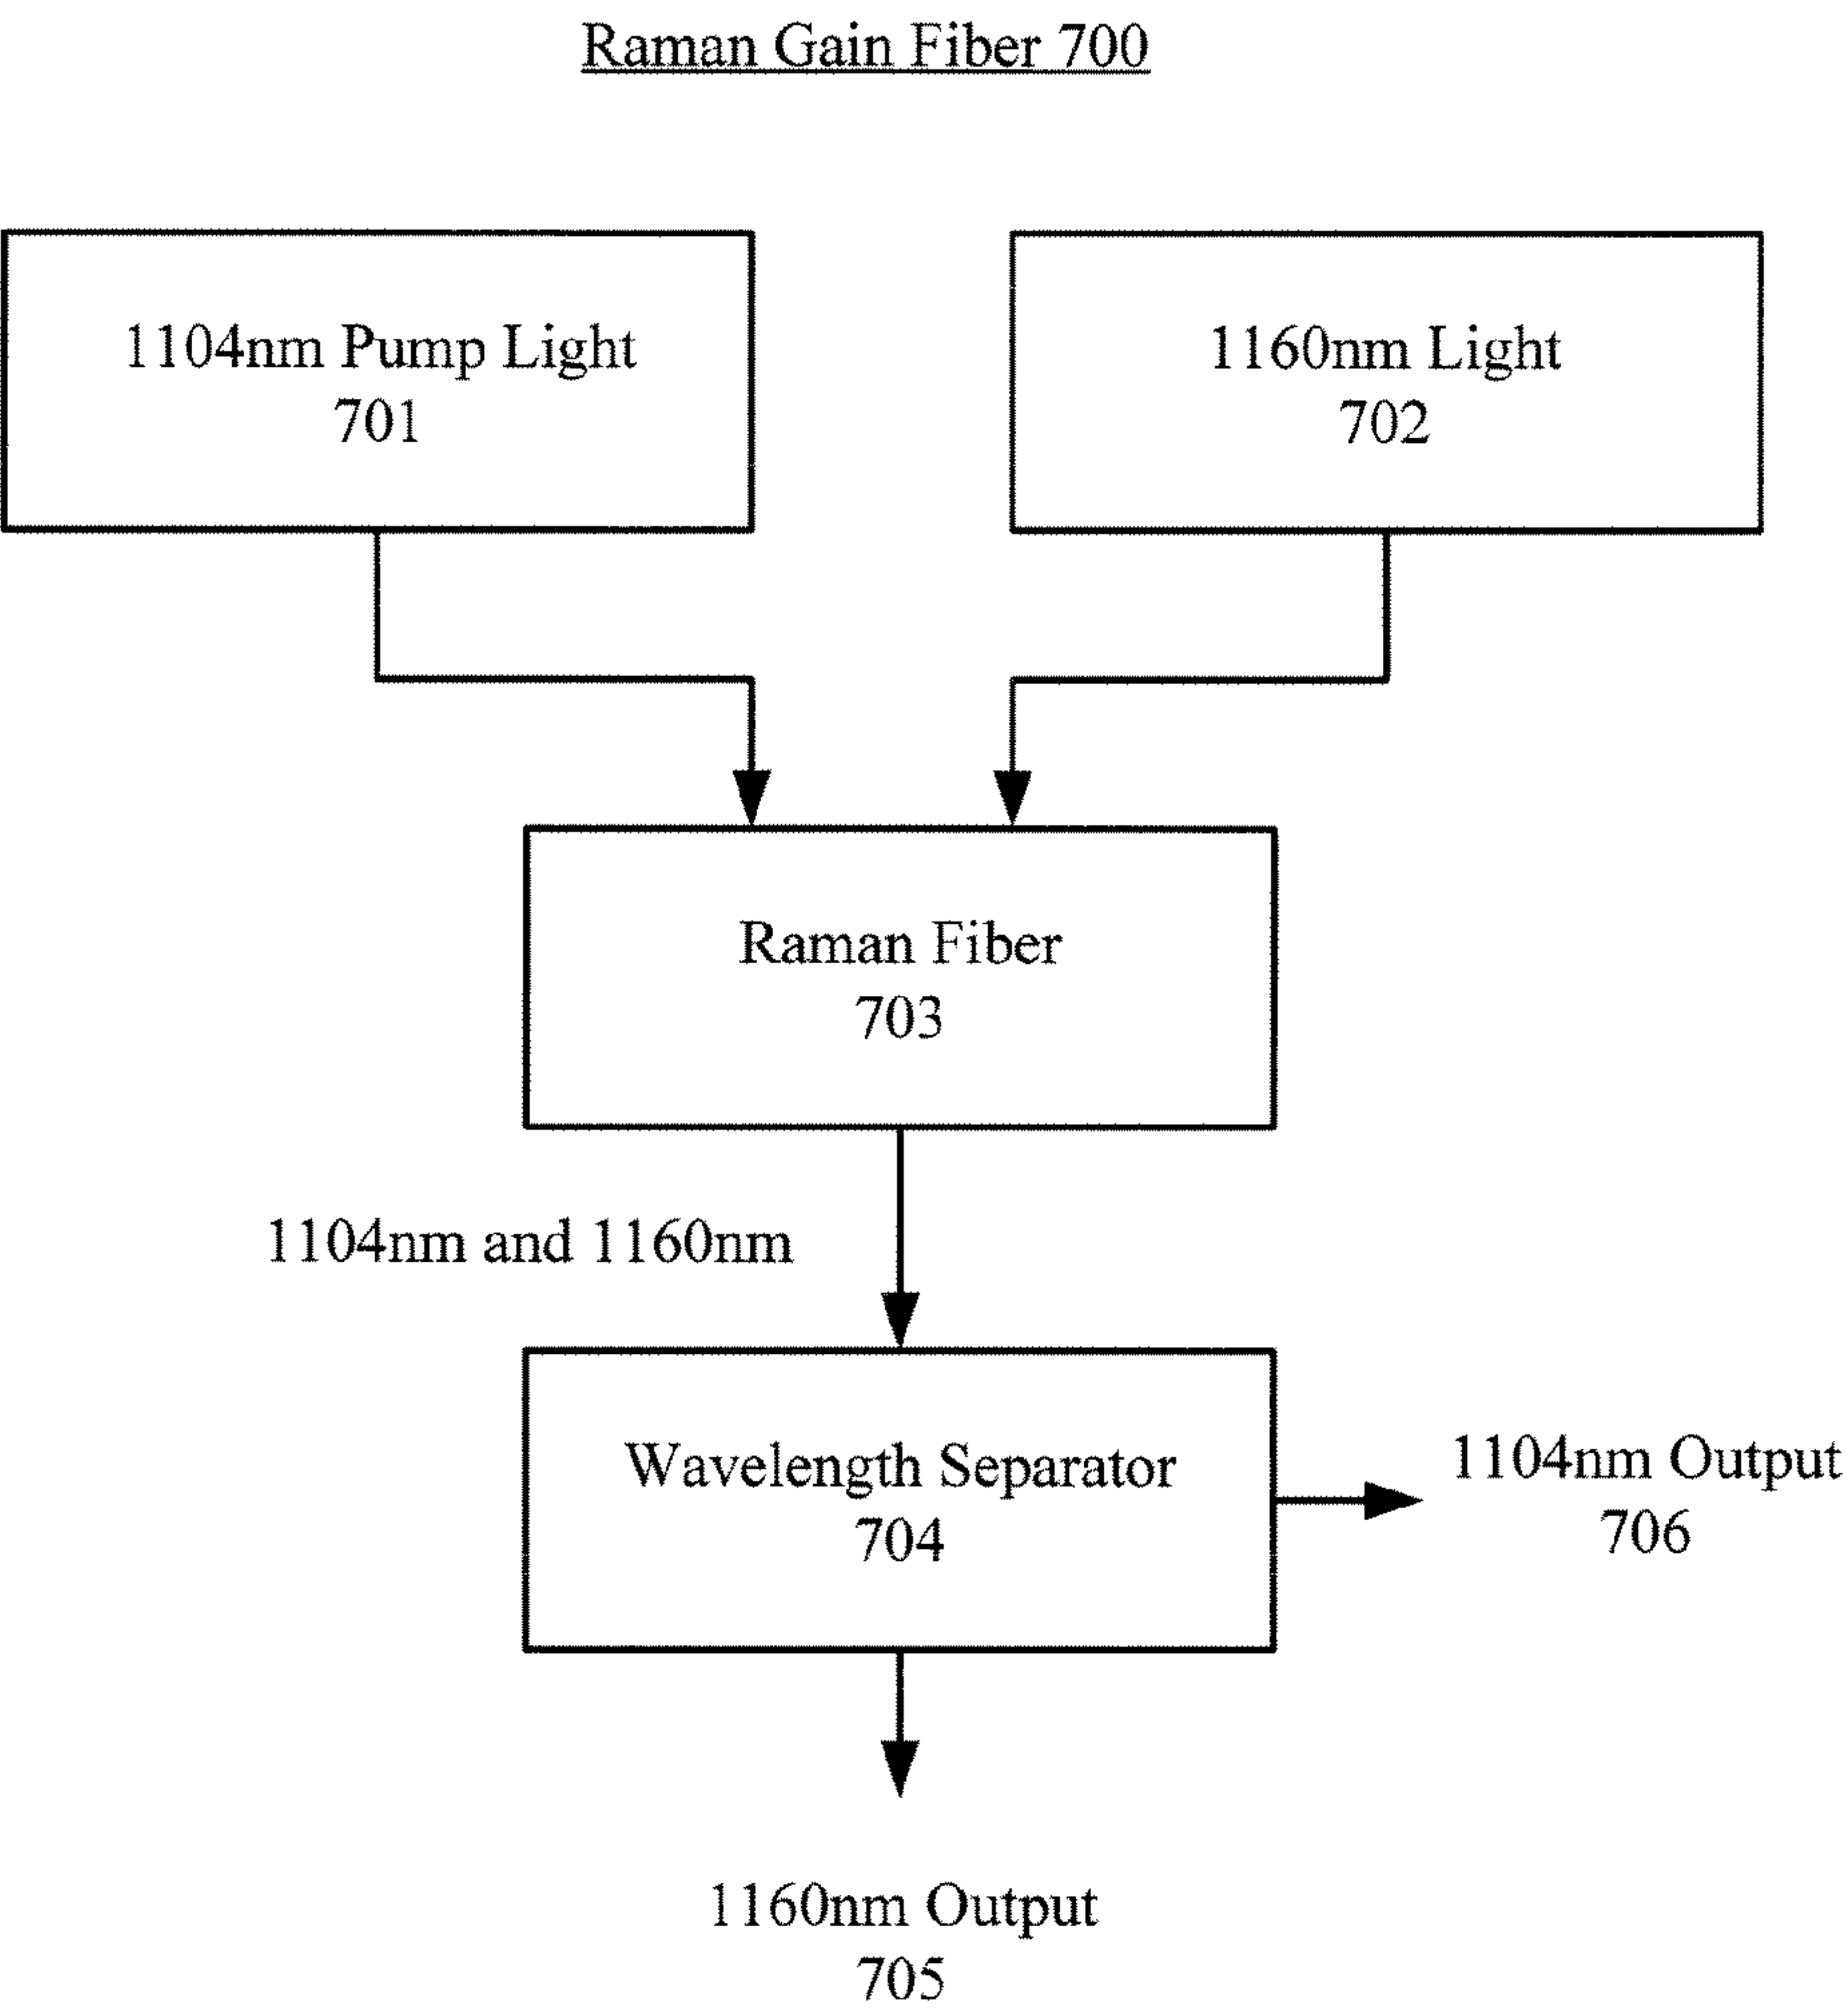 Raman Gain Fiber 700
1104nm Pump Light
701
1160nm Light
702
Raman Fiber
703
1104nm and 1160nm
Wavelength Separator
704
1104nm Output
706
1160nm Output
705